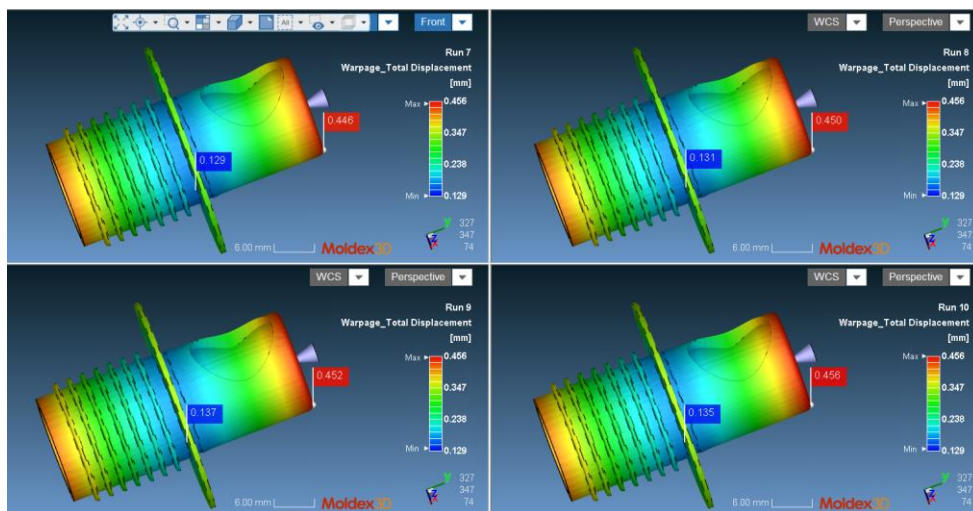 All
Front
Run 7
Warpage_Total Displacement
[mm]
Max
0.456
0.446
0.347
0.129
0.238
Min
0.129
327
347
74
6.00 mm
Moldex3D
WCS
Perspective
Run 8
Warpage_Total Displacement
[mm]
Max
0.456
0.450
0.347
0.131
0.238
Min
0.129
327
347
74
6.00 mm
Moldex3D
WCS
Perspective
Run 9
Warpage_Total Displacement
[mm]
Max
0.456
0.452
0.347
0.137
0.238
Min
0.129
327
347
74
6.00 mm
Moldex3D
WCS
Perspective
Run 10
Warpage_Total Displacement
[mm]
Max
0.456
0.456
0.347
0.135
0.238
Min
0.129
327
347
74
6.00 mm
Moldex3D